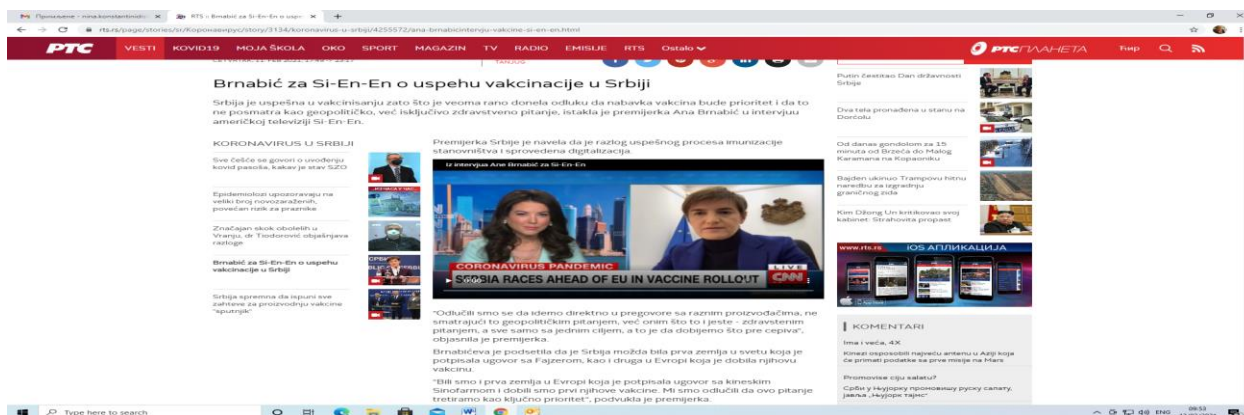 Примљене - nina.konstantinidi
RTS :: Brnabić za Si-En-En o uspe
rts.rs/page/stories/sr/Коронавирус/story/3134/koronavirus-u-srbiji/4255572/ana-brnabicintervju-vakcine-si-en-en.html
РТС VESTI KOVID19 MOJA ŠKOLA OKO SPORT MAGAZIN TV RADIO EMISIJE RTS Ostalo РТС ПЛАНЕТА Ћир
TANJUG
Brnabić za Si-En-En o uspehu vakcinacije u Srbiji
Srbija je uspešna u vakcinisanju zato što je veoma rano donela odluku da nabavka vakcina bude prioritet i da to
ne posmatra kao geopolitičko, već isključivo zdravstveno pitanje, istakla je premijerka Ana Brnabić u intervjuu
američkoj televiziji Si-En-En.
KORONAVIRUS U SRBIJI
Sve češće se govori o uvođenju
kovid pasoša, kakav je stav SZO
Epidemiolozi upozoravaju na
veliki broj novozaraženih,
povećan rizik za praznike
Značajan skok obolelih u
Vranju, dr Tiodorović objašnjava
razloge
Brnabić za Si-En-En o uspehu
vakcinacije u Srbiji
Srbija spremna da ispuni sve
zahteve za proizvodnju vakcine
"sputnjik"
Premijerka Srbije je navela da je razlog uspešnog procesa imunizacije
stanovništva i sprovedena digitalizacija.
Iz intervjua Ane Brnabić za Si-En-En
CORONAVIRUS PANDEMIC
LIVE
SERBIA RACES AHEAD OF EU IN VACCINE ROLLOUT
CNN
"Odlučili smo se da idemo direktno u pregovore sa raznim proizvođačima, ne
smatrajući to geopolitičkim pitanjem, već onim što to i jeste - zdravstenim
pitanjem, a sve samo sa jednim ciljem, a to je da dobijemo što pre cepiva",
objasnila je premijerka.
Brnabićeva je podsetila da je Srbija možda bila prva zemlja u svetu koja je
potpisala ugovor sa Fajzerom, kao i druga u Evropi koja je dobila njihovu
vakcinu.
"Bili smo i prva zemlja u Evropi koja je potpisala ugovor sa kineskim
Sinofarmom i dobili smo prvi njihove vakcine. Mi smo odlučili da ovo pitanje
tretiramo kao ključno prioritet", podvukla je premijerka.
Putin čestitao Dan državnosti
Srbije
Dva tela pronađena u stanu na
Dorćolu
Od danas gondolom za 15
minuta od Brzeća do Malog
Karamana na Kopaoniku
Bajden ukinuo Trampovu hitnu
naredbu za izgradnju
graničnog zida
Kim Džong Un kritikovao svoj
kabinet: Strahovita propast
www.rts.rs iOS АПЛИКАЦИЈА
KOMENTARI
Ima i veća, 4X
Kinezi osposobili najveću antenu u Aziji koja
će primati podatke sa prve misije na Mars
Promovise ciju salatu?
Срби у Њујорку промовишу руску салату,
јавља „Њујорк тајмс"
Type here to search
ENG
09:53